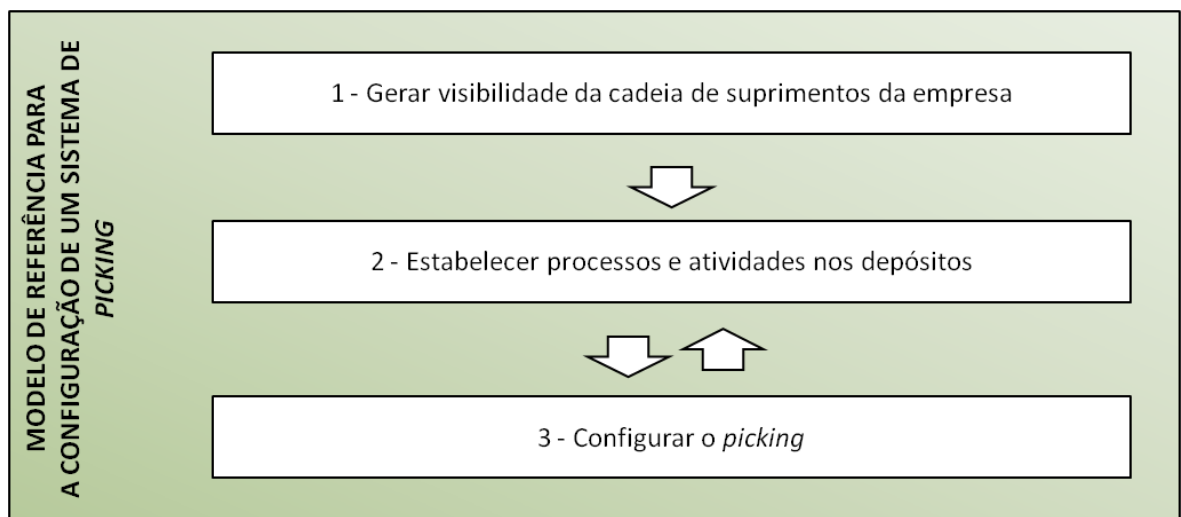 MODELO DE REFERÊNCIA PARA
A CONFIGURAÇÃO DE UM SISTEMA DE
PICKING
1 - Gerar visibilidade da cadeia de suprimentos da empresa
2 - Estabelecer processos e atividades nos depósitos
3 - Configurar o picking